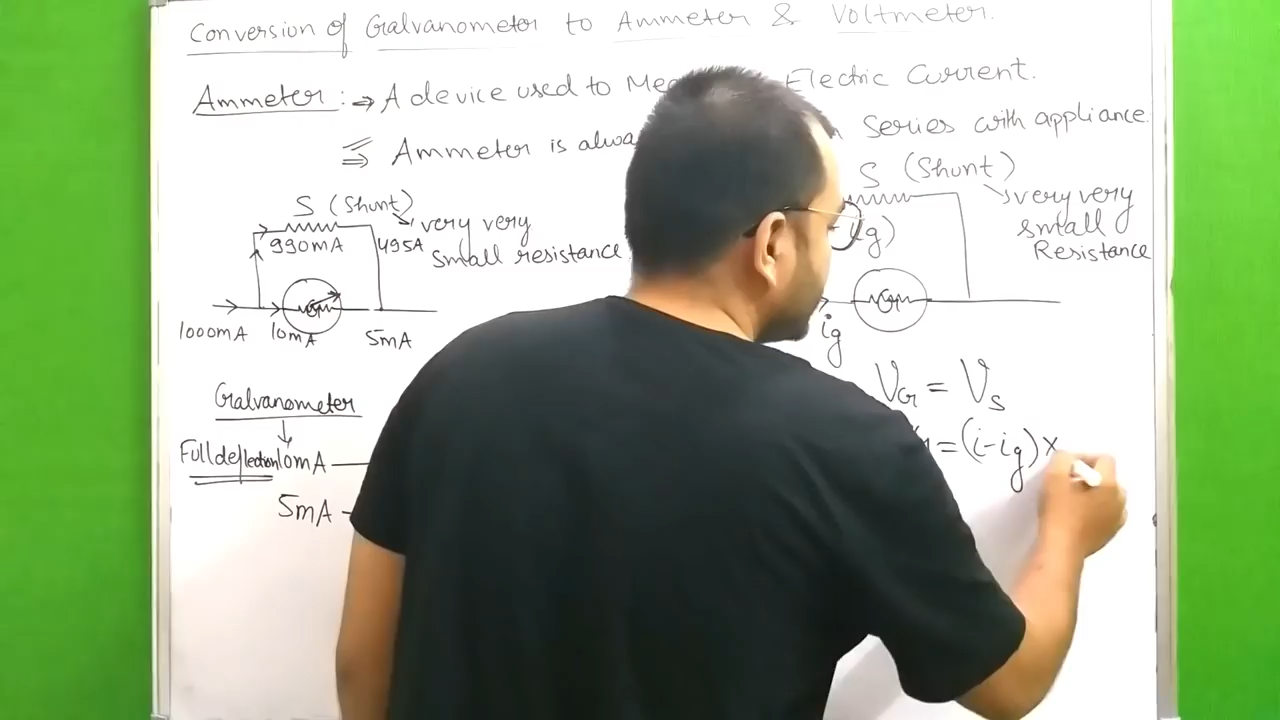 Conversion of Galvanometer to Ammeter & Voltmeter.
Ammeter :⇒ A device used to Electric Current.
⇒ Ammeter is Series with appliance.
S (Shunt)
very very
small resistance
990mA
495A
G
1000mA
10mA
5mA
Galvanometer
Full deflection 10mA
5mA
S (Shunt)
very very
small
Resistance
ig)
G
ig
VG = VS
= (i-ig)×